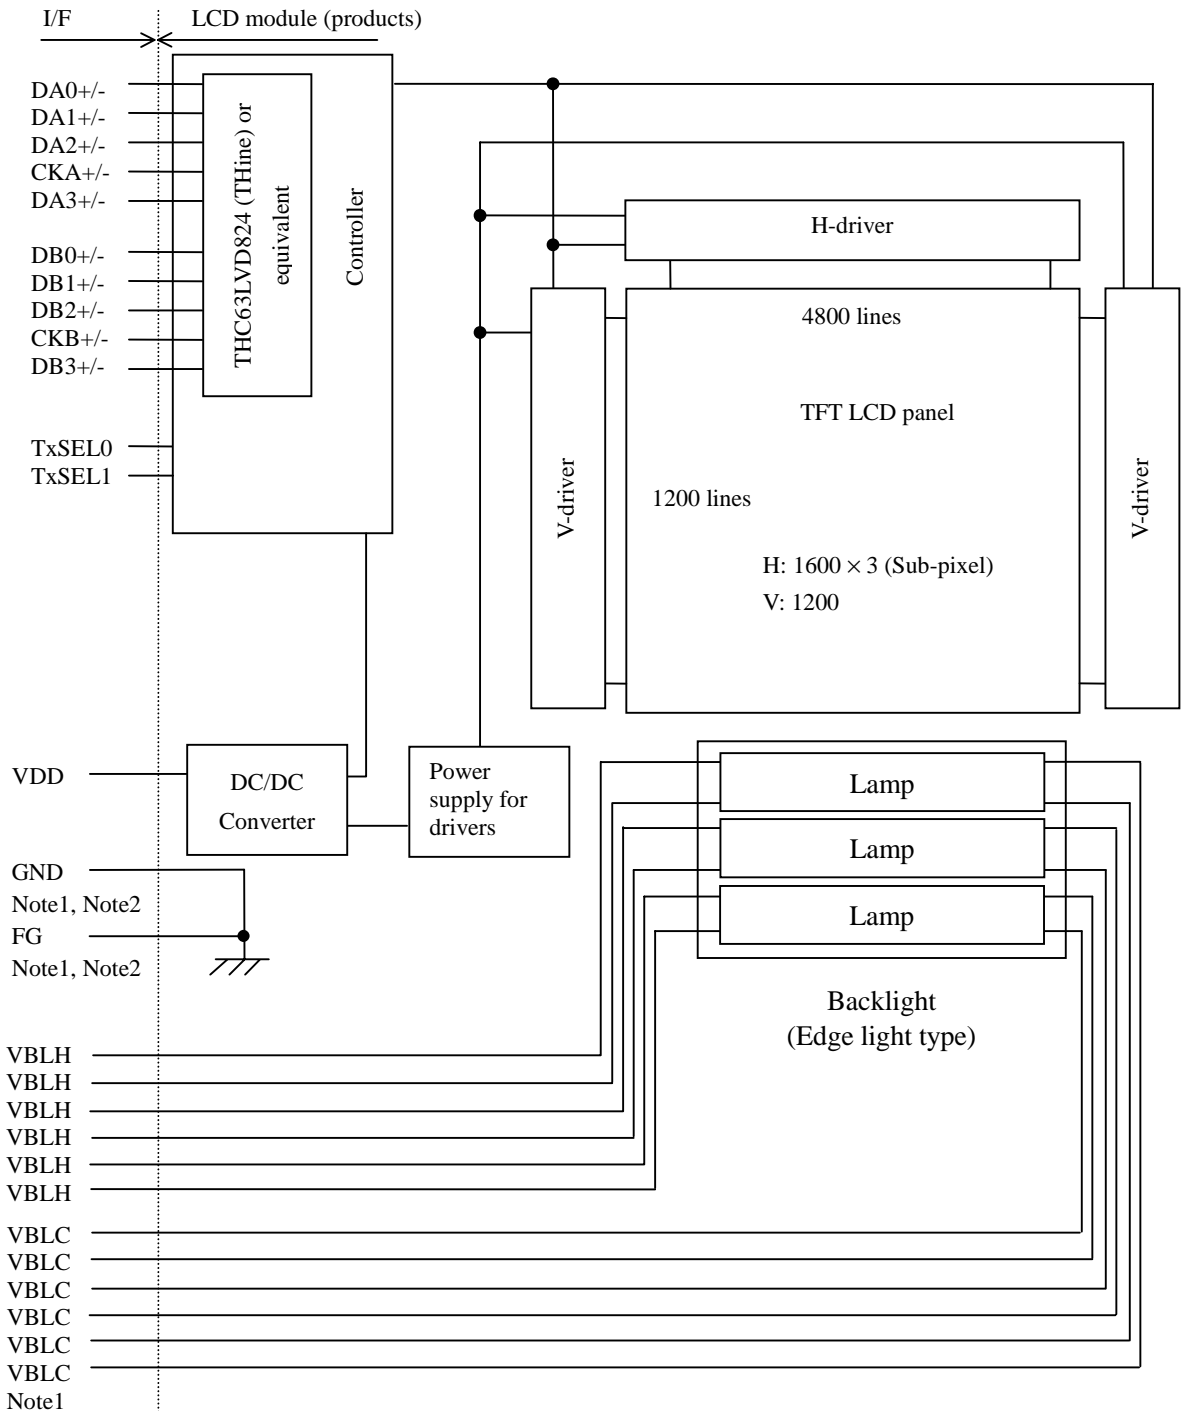 I/F
LCD module (products)
DA0+/-
DA1+/-
DA2+/-
CKA+/-
DA3+/-
DB0+/-
DB1+/-
DB2+/-
CKB+/-
DB3+/-
TxSEL0
TxSEL1
THC63LVD824 (THine) or
equivalent
Controller
H-driver
V-driver
4800 lines
TFT LCD panel
1200 lines
H: 1600 × 3 (Sub-pixel)
V: 1200
V-driver
VDD
DC/DC
Converter
Power
supply for
drivers
Lamp
Lamp
Lamp
GND
Note1, Note2
FG
Note1, Note2
Backlight
(Edge light type)
VBLH
VBLH
VBLH
VBLH
VBLH
VBLH
VBLC
VBLC
VBLC
VBLC
VBLC
VBLC
Note1